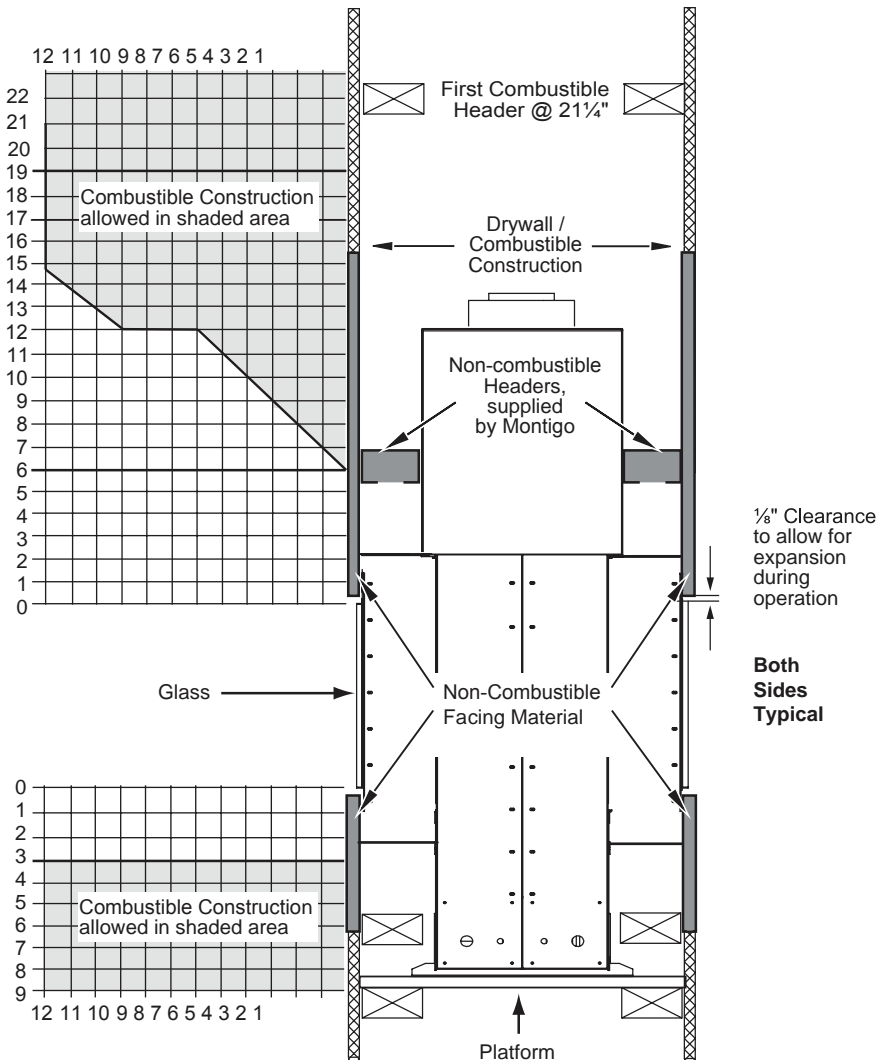 12 11 10 9 8 7 6 5 4 3 2 1
22
21
20
19
18
17
16
15
14
13
12
11
10
9
8
7
6
5
4
3
2
1
0
Combustible Construction
allowed in shaded area
First Combustible
Header @ 21¼"
Drywall /
Combustible
Construction
Non-combustible
Headers,
supplied
by Montigo
⅛" Clearance
to allow for
expansion
during
operation
Both
Sides
Typical
Glass
Non-Combustible
Facing Material
0
1
2
3
4
5
6
7
8
9
Combustible Construction
allowed in shaded area
12 11 10 9 8 7 6 5 4 3 2 1
Platform